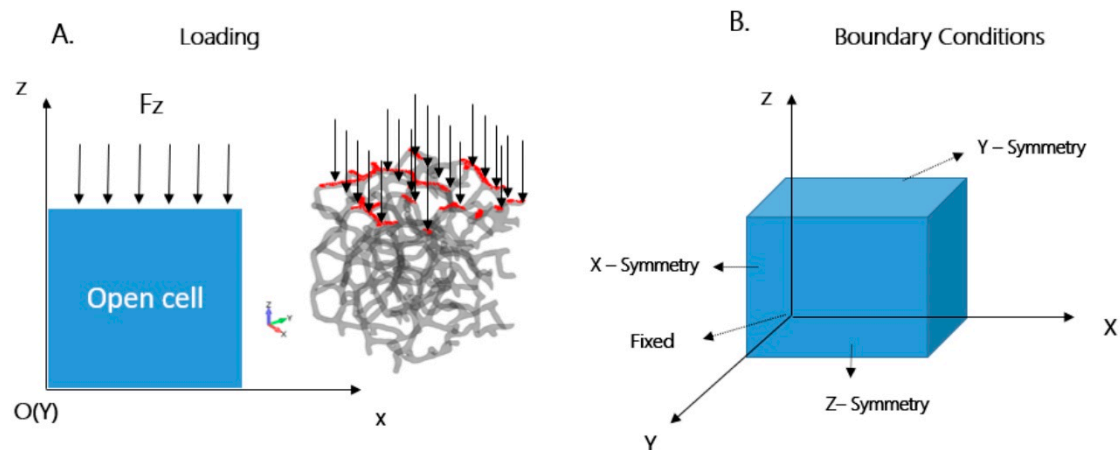 A.
Loading
Z
Fz
Open cell
Z
Y
X
O(Y)
X
B.
Boundary Conditions
Z
Y – Symmetry
X – Symmetry
Fixed
X
Z– Symmetry
Y